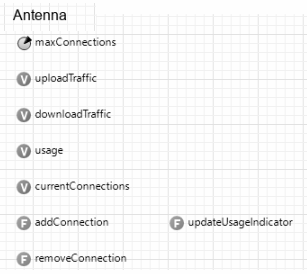 Antenna
maxConnections
V uploadTraffic
V downloadTraffic
V usage
V currentConnections
F addConnection F updateUsageIndicator
F removeConnection